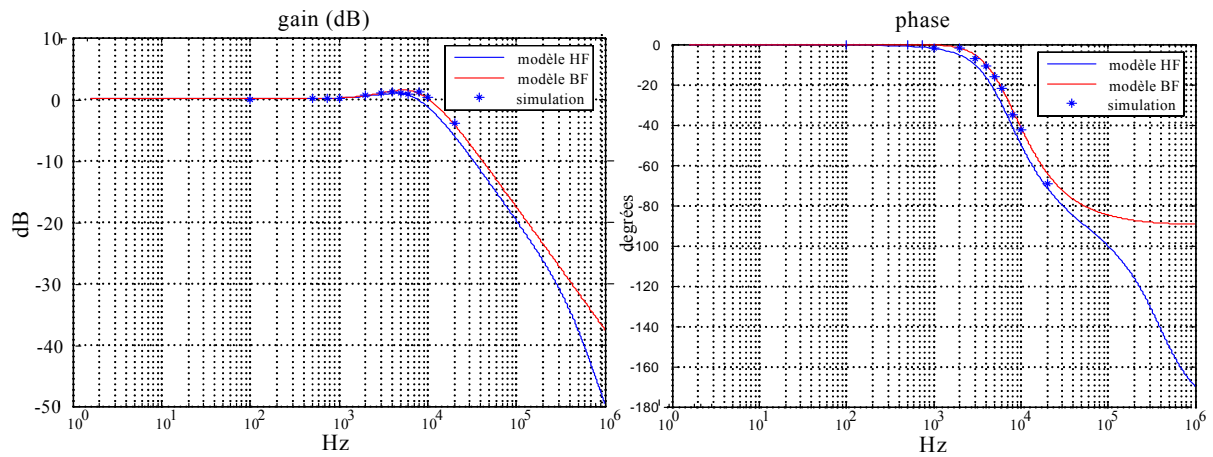 gain (dB)
10
0
-10
-20
-30
-40
-50
dB
10^0
10^1
10^2
10^3
10^4
10^5
10^6
Hz
modèle HF
modèle BF
simulation
phase
0
-20
-40
-60
-80
-100
-120
-140
-160
-180
degrées
10^0
10^1
10^2
10^3
10^4
10^5
10^6
Hz
modèle HF
modèle BF
simulation